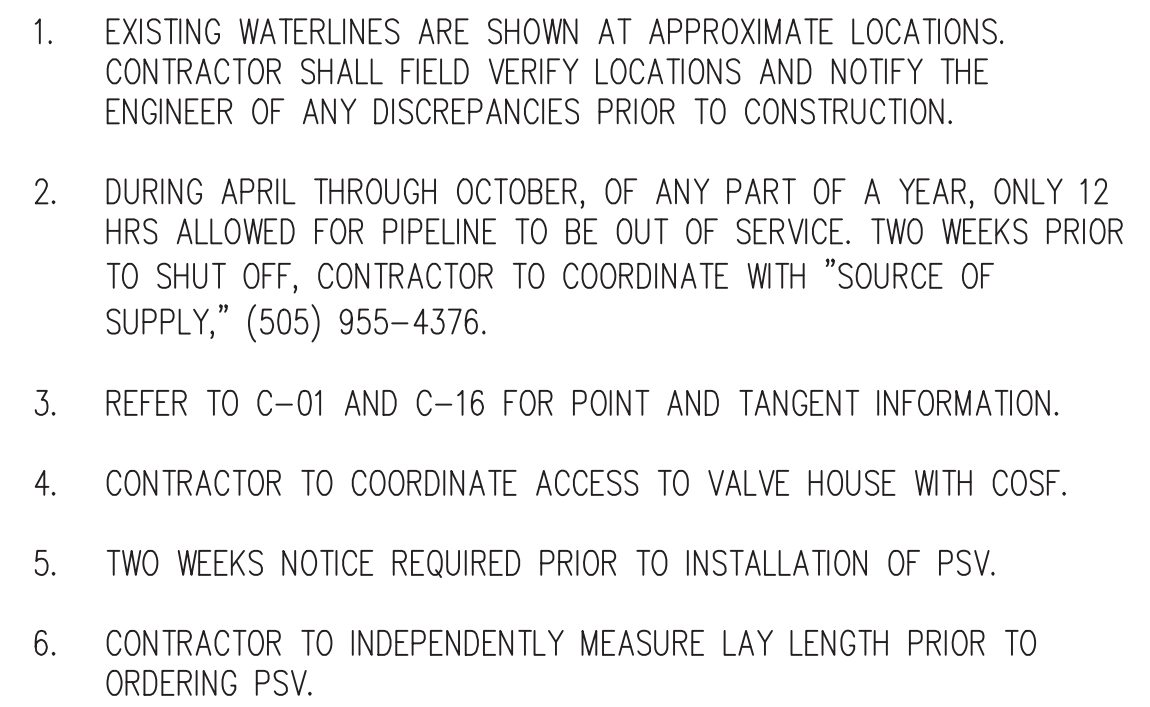 1. EXISTING WATERLINES ARE SHOWN AT APPROXIMATE LOCATIONS.
CONTRACTOR SHALL FIELD VERIFY LOCATIONS AND NOTIFY THE
ENGINEER OF ANY DISCREPANCIES PRIOR TO CONSTRUCTION.
2. DURING APRIL THROUGH OCTOBER, OF ANY PART OF A YEAR, ONLY 12
HRS ALLOWED FOR PIPELINE TO BE OUT OF SERVICE. TWO WEEKS PRIOR
TO SHUT OFF, CONTRACTOR TO COORDINATE WITH ”SOURCE OF
SUPPLY,” (505) 955–4376.
3. REFER TO C–01 AND C–16 FOR POINT AND TANGENT INFORMATION.
4. CONTRACTOR TO COORDINATE ACCESS TO VALVE HOUSE WITH COSF.
5. TWO WEEKS NOTICE REQUIRED PRIOR TO INSTALLATION OF PSV.
6. CONTRACTOR TO INDEPENDENTLY MEASURE LAY LENGTH PRIOR TO
ORDERING PSV.